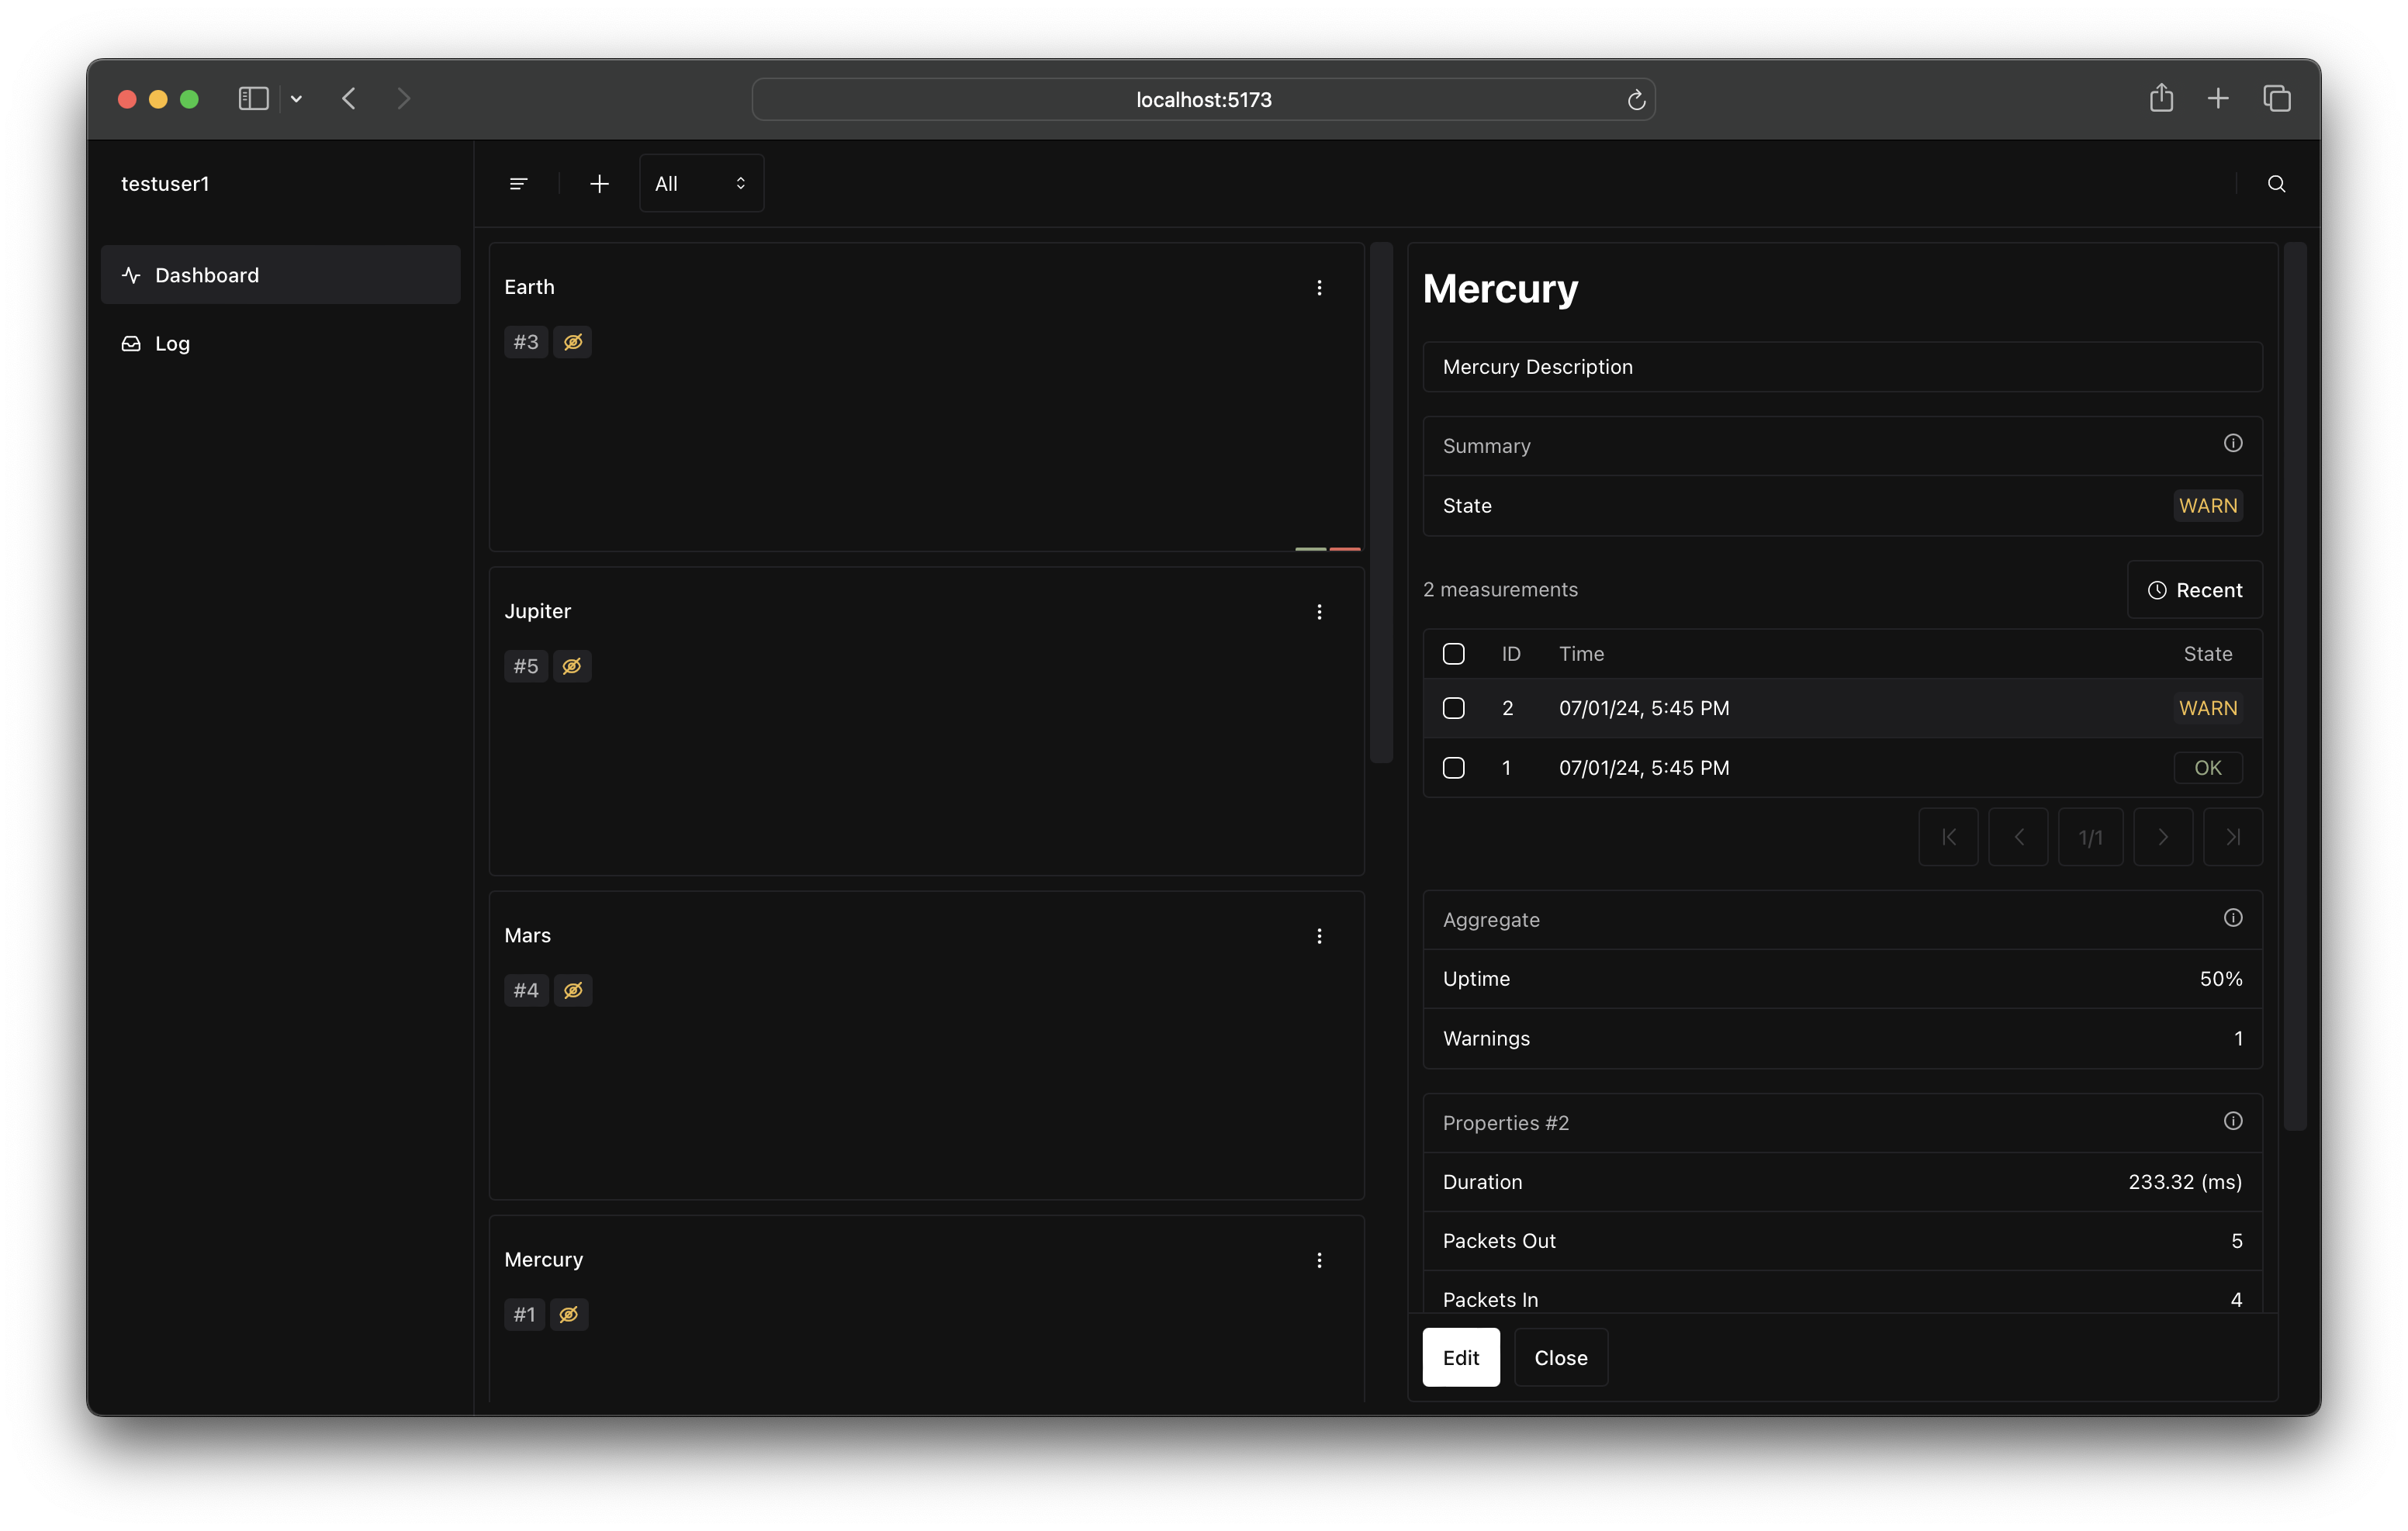 localhost:5173
testuser1
All
Dashboard
Log
Earth
#3
Jupiter
#5
Mars
#4
Mercury
#1
Mercury
Mercury Description
Summary
State WARN
2 measurements Recent
ID Time State
2 07/01/24, 5:45 PM WARN
1 07/01/24, 5:45 PM OK
1/1
Aggregate
Uptime 50%
Warnings 1
Properties #2
Duration 233.32 (ms)
Packets Out 5
Packets In 4
Edit Close